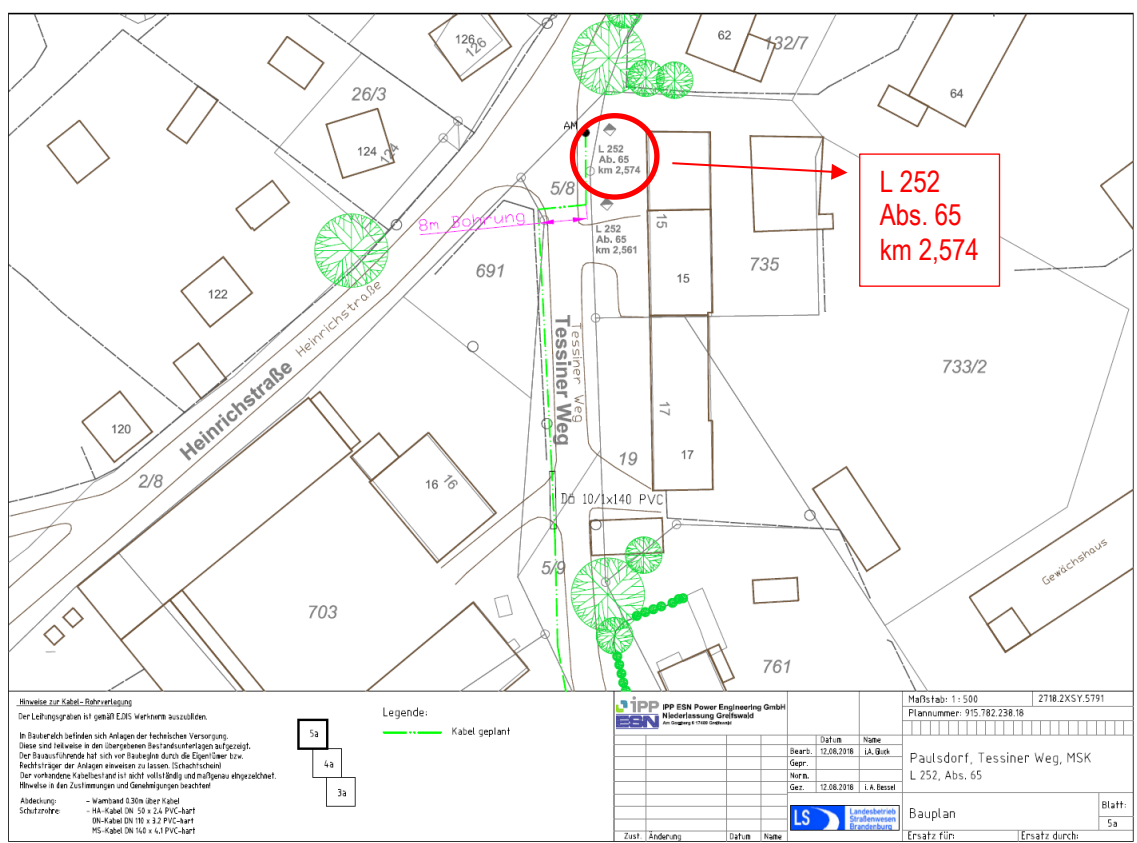 126
126
62
132/7
26/3
64
124
124
AM
L 252
Ab. 65
km 2,574
L 252
Abs. 65
km 2,574
5/8
8m Bohrung
L 252
Ab. 65
km 2,561
15
15
735
691
122
Heinrichstraße
Heinrichstraße
Tessiner Weg
Tessiner Weg
733/2
120
17
17
19
2/8
16
16
Dö 10/1x140 PVC
5/9
Gewächshaus
703
761
Hinweise zur Kabel- Rohrverlegung
Der Leitungsgraben ist gemäß E.DIS Werknorm auszubilden.
Im Baubereich befinden sich Anlagen der technischen Versorgung.
Diese sind teilweise in den übergebenen Bestandsunterlagen aufgezeigt.
Der Bauausführende hat sich vor Baubeginn durch die Eigentümer bzw.
Rechtsträger der Anlagen einweisen zu lassen. (Schachtschein)
Der vorhandene Kabelbestand ist nicht vollständig und maßgenau eingezeichnet.
Hinweise in den Zustimmungen und Genehmigungen beachten!
Abdeckung: - Warnband 0.30m über Kabel
Schutzrohre: - HA-Kabel DN 50 x 2.4 PVC-hart
DN-Kabel DN 110 x 3.2 PVC-hart
MS-Kabel DN 140 x 4.1 PVC-hart
5a
4a
3a
Legende:
Kabel geplant
iPP
ESN
IPP ESN Power Engineering GmbH
Niederlassung Greifswald
Maßstab: 1 : 500
2718.2XSY.5791
Plannummer: 915.782.238.18
Datum Name
Bearb. 12.08.2018
Gepr.
Norm.
Gez. 12.08.2018 i. A. Bessel
Paulsdorf, Tessiner Weg, MSK
L 252, Abs. 65
LS
Landesbetrieb
Straßenwesen
Brandenburg
Bauplan
Blatt:
5a
Zust. Änderung Datum Name
Ersatz für:
Ersatz durch: